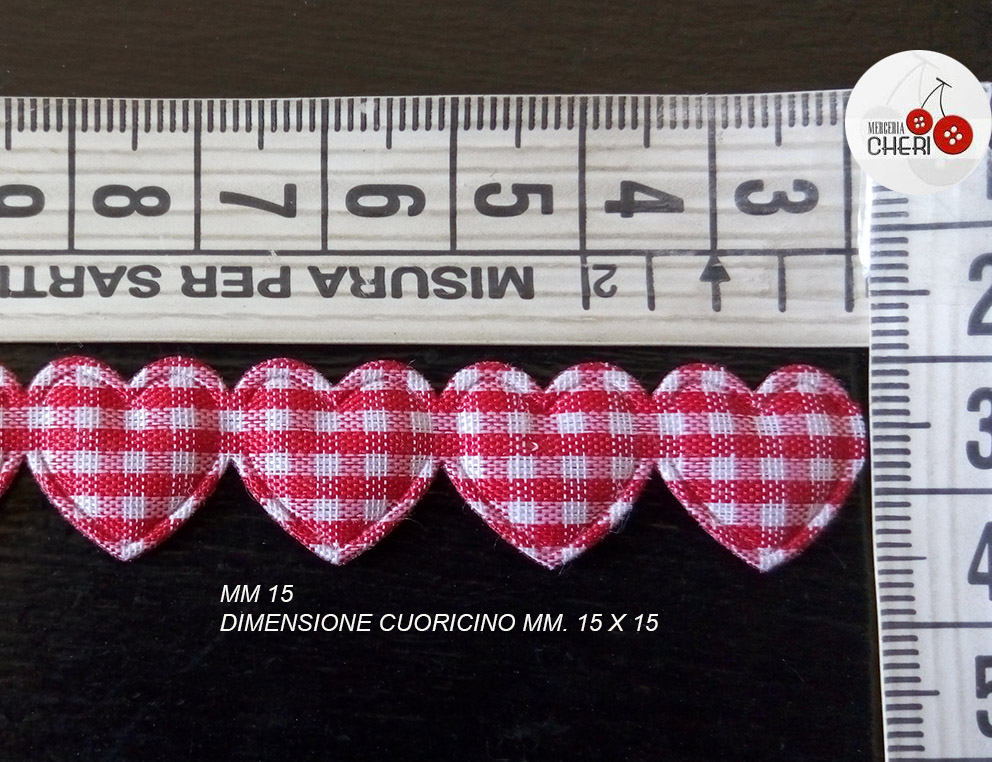 MERCERIA
CHERI
8 7 6 5 4 3
MISURA PER SARTI
2
2
3
4
5
MM 15
DIMENSIONE CUORICINO MM. 15 X 15